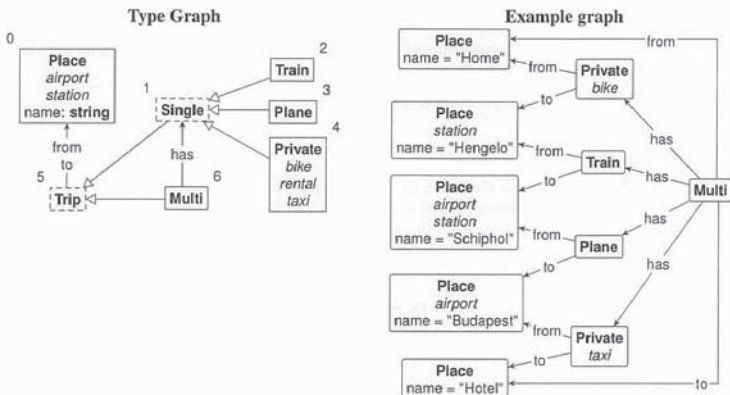 Type Graph
0
Place
airport
station
name: string
from
to
5
Trip
1
Single
has
6
Multi
2
Train
3
Plane
4
Private
bike
rental
taxi
Example graph
Place
name = "Home"
from
from
Private
bike
to
has
Place
station
name = "Hengelo"
from
Train
has
to
Multi
Place
airport
station
name = "Schiphol"
from
Plane
has
to
has
Place
airport
name = "Budapest"
from
Private
taxi
to
Place
name = "Hotel"
to